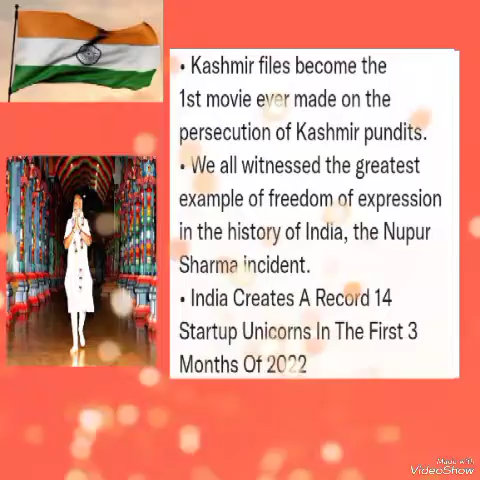 • Kashmir files become the
1st movie ever made on the
persecution of Kashmir pundits.
• We all witnessed the greatest
example of freedom of expression
in the history of India, the Nupur
Sharma incident.
• India Creates A Record 14
Startup Unicorns In The First 3
Months Of 2022
Made with
VideoShow